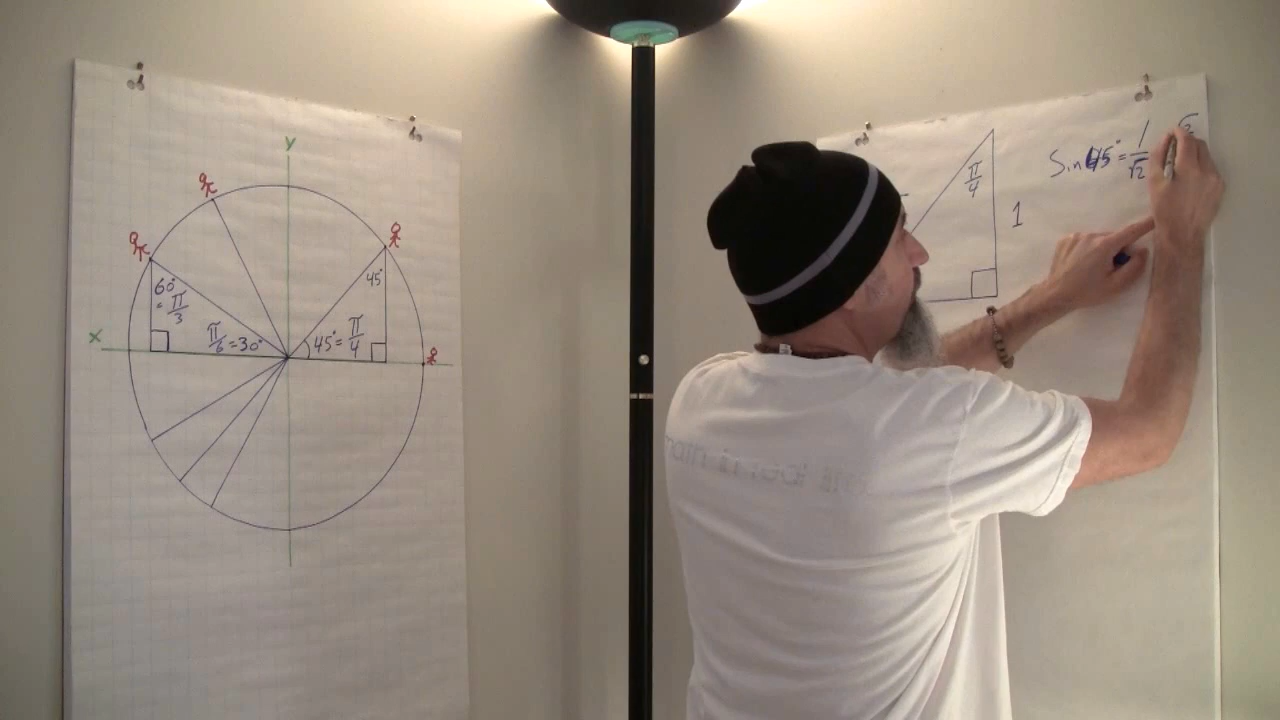 y
60°
= π/3
π/6 = 30°
45° = π/4
45°
x
π/4
1
Sin 45° = 1/√2